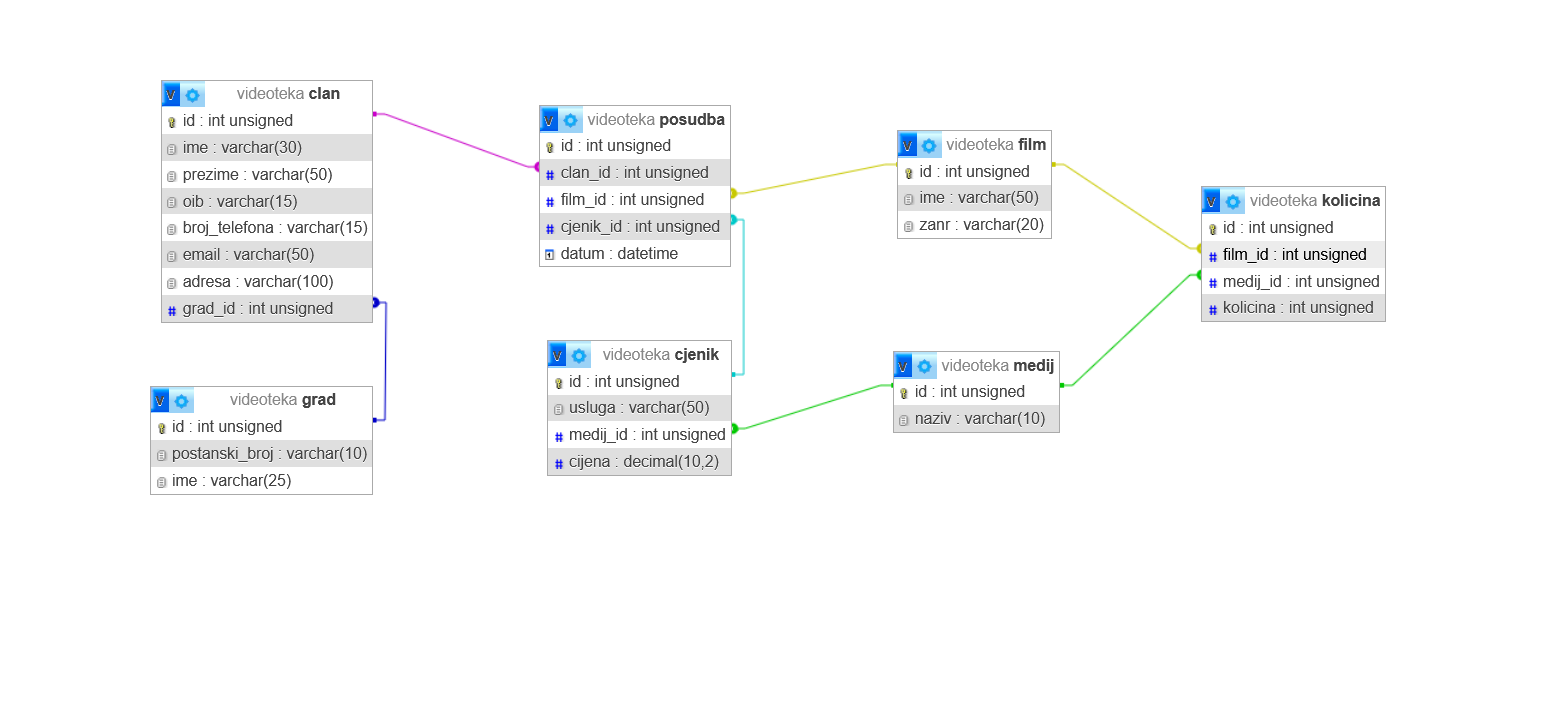 V videoteka clan
id : int unsigned
ime : varchar(30)
prezime : varchar(50)
oib : varchar(15)
broj_telefona : varchar(15)
email : varchar(50)
adresa : varchar(100)
grad_id : int unsigned
V videoteka grad
id : int unsigned
postanski_broj : varchar(10)
ime : varchar(25)
V videoteka posudba
id : int unsigned
clan_id : int unsigned
film_id : int unsigned
cjenik_id : int unsigned
datum : datetime
V videoteka cjenik
id : int unsigned
usluga : varchar(50)
medij_id : int unsigned
cijena : decimal(10,2)
V videoteka film
id : int unsigned
ime : varchar(50)
zanr : varchar(20)
V videoteka medij
id : int unsigned
naziv : varchar(10)
V videoteka kolicina
id : int unsigned
film_id : int unsigned
medij_id : int unsigned
kolicina : int unsigned